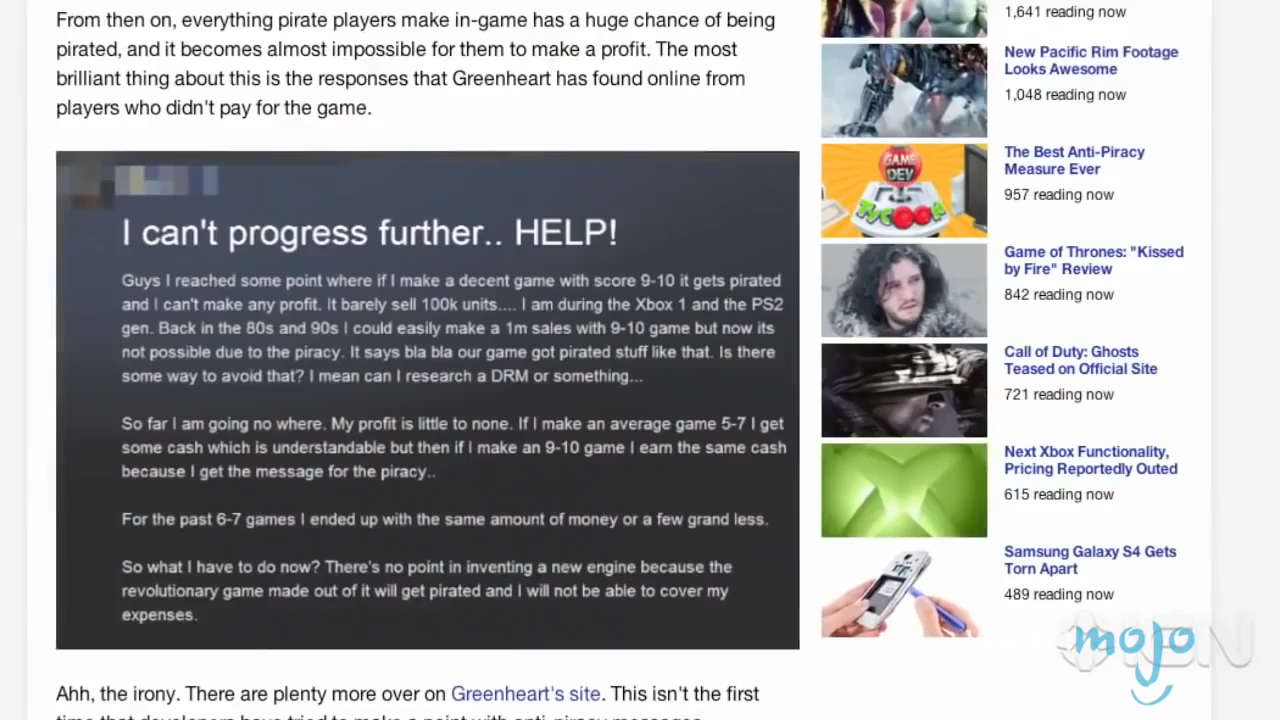 From then on, everything pirate players make in-game has a huge chance of being
pirated, and it becomes almost impossible for them to make a profit. The most
brilliant thing about this is the responses that Greenheart has found online from
players who didn't pay for the game.
I can't progress further.. HELP!
Guys I reached some point where if I make a decent game with score 9-10 it gets pirated
and I can't make any profit. It barely sell 100k units.... I am during the Xbox 1 and the PS2
gen. Back in the 80s and 90s I could easily make a 1m sales with 9-10 game but now its
not possible due to the piracy. It says bla bla our game got pirated stuff like that. Is there
some way to avoid that? I mean can I research a DRM or something...
So far I am going no where. My profit is little to none. If I make an average game 5-7 I get
some cash which is understandable but then if I make an 9-10 game I earn the same cash
because I get the message for the piracy..
For the past 6-7 games I ended up with the same amount of money or a few grand less.
So what I have to do now? There's no point in inventing a new engine because the
revolutionary game made out of it will get pirated and I will not be able to cover my
expenses.
Ahh, the irony. There are plenty more over on Greenheart's site. This isn't the first
time that developers have tried to make a point with anti-piracy messages
1,641 reading now
New Pacific Rim Footage
Looks Awesome
1,048 reading now
GAME
DEV
TYCOON
The Best Anti-Piracy
Measure Ever
957 reading now
Game of Thrones: "Kissed
by Fire" Review
842 reading now
Call of Duty: Ghosts
Teased on Official Site
721 reading now
Next Xbox Functionality,
Pricing Reportedly Outed
615 reading now
Samsung Galaxy S4 Gets
Torn Apart
489 reading now
mojo
IGN